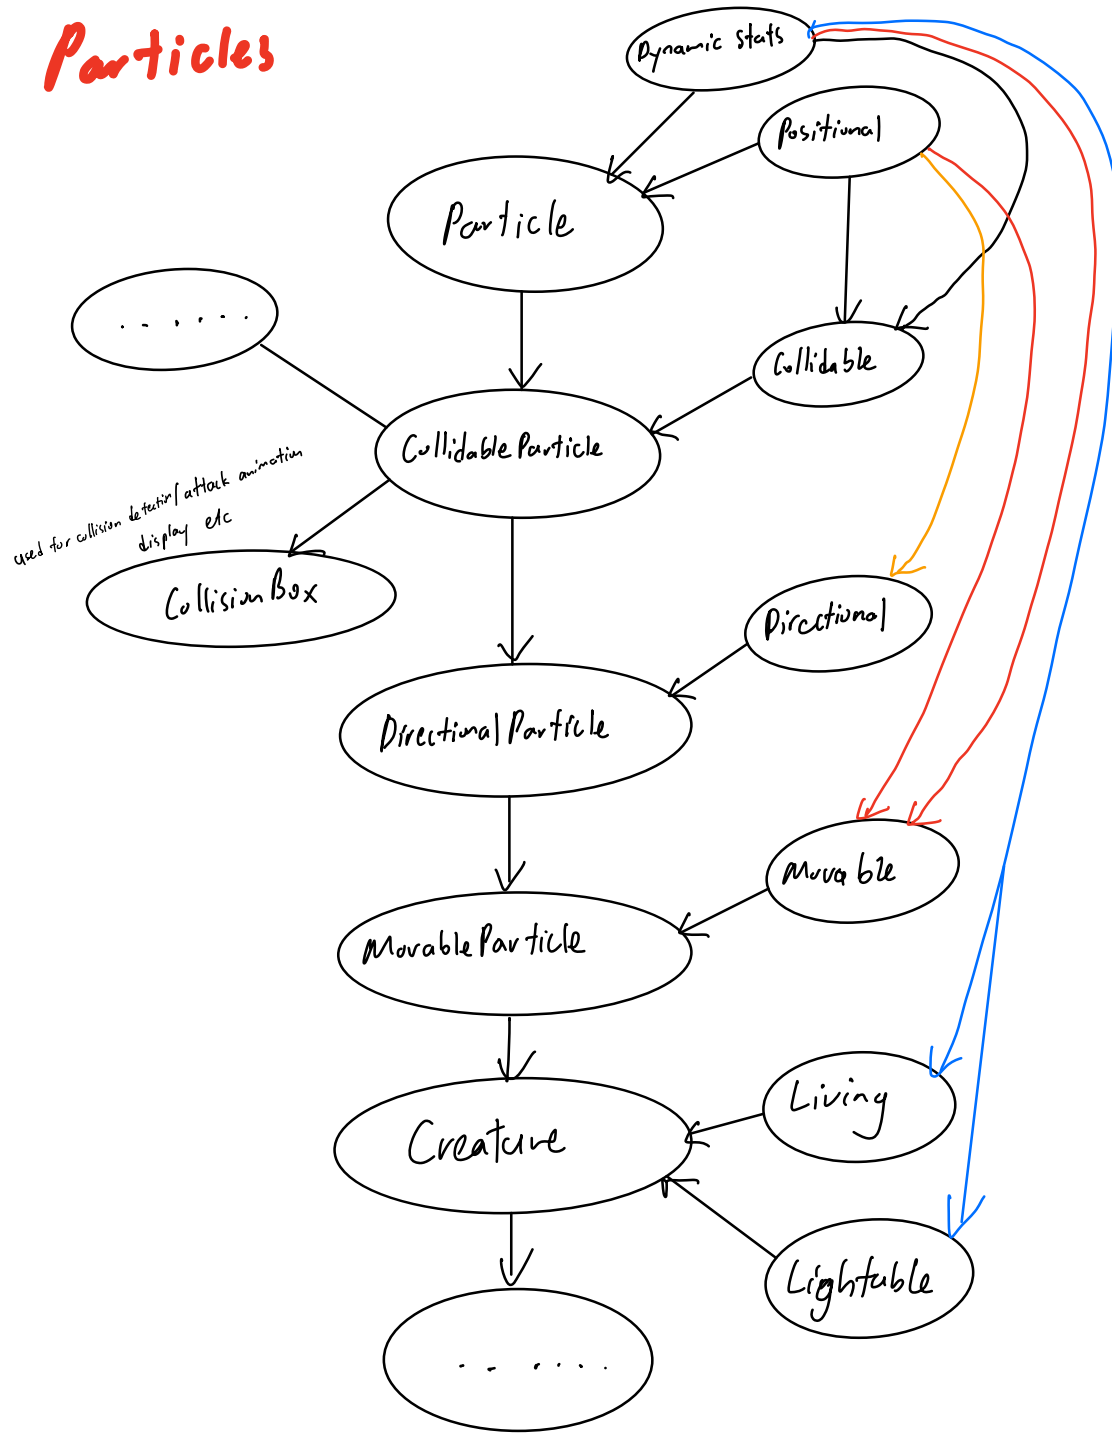 Particles
Dynamic Stats
Positional
Particle
. . . . . .
Collidable
CollidableParticle
used for collision detection/attack animation
display etc
CollisionBox
Directional
DirectionalParticle
Movable
MovableParticle
Living
Creature
Lightable
. . . . . .